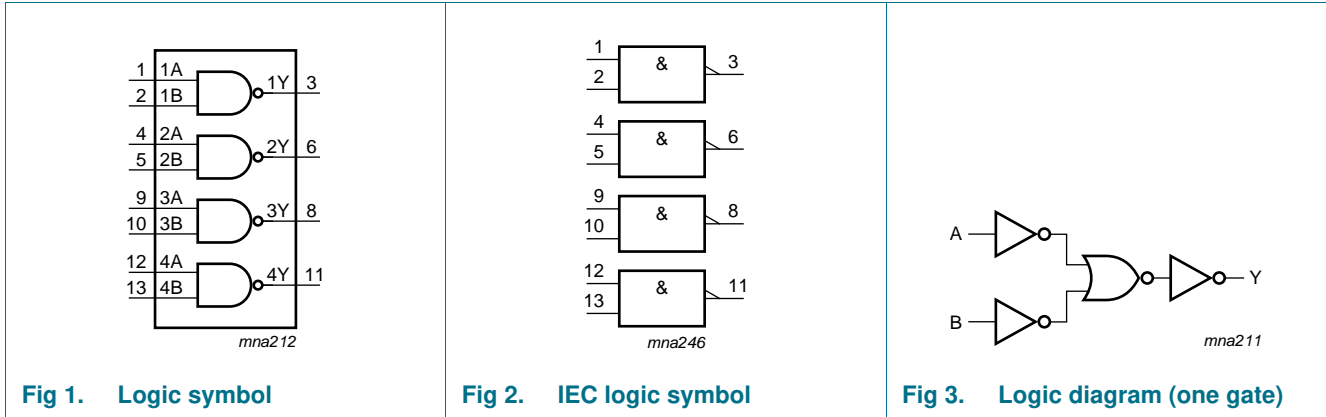 1 1A
2 1B
1Y 3
4 2A
5 2B
2Y 6
9 3A
10 3B
3Y 8
12 4A
13 4B
4Y 11
mna212
Fig 1. Logic symbol
1
2
&
3
4
5
&
6
9
10
&
8
12
13
&
11
mna246
Fig 2. IEC logic symbol
A
B
Y
mna211
Fig 3. Logic diagram (one gate)